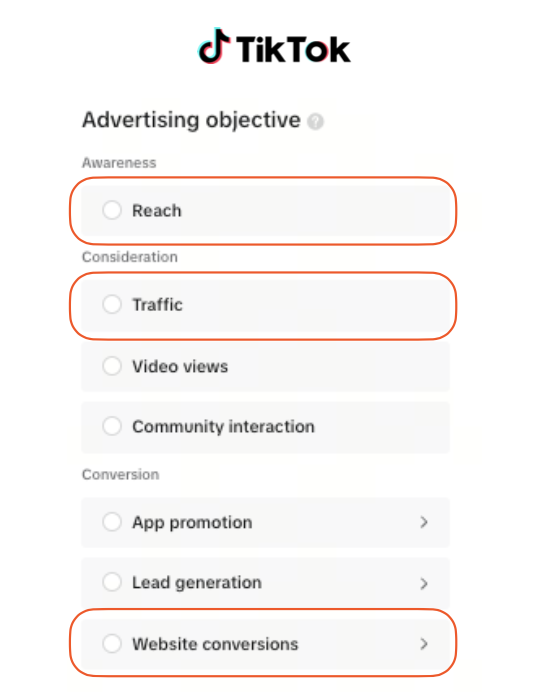 TikTok
Advertising objective ?
Awareness
Reach
Consideration
Traffic
Video views
Community interaction
Conversion
App promotion
Lead generation
Website conversions